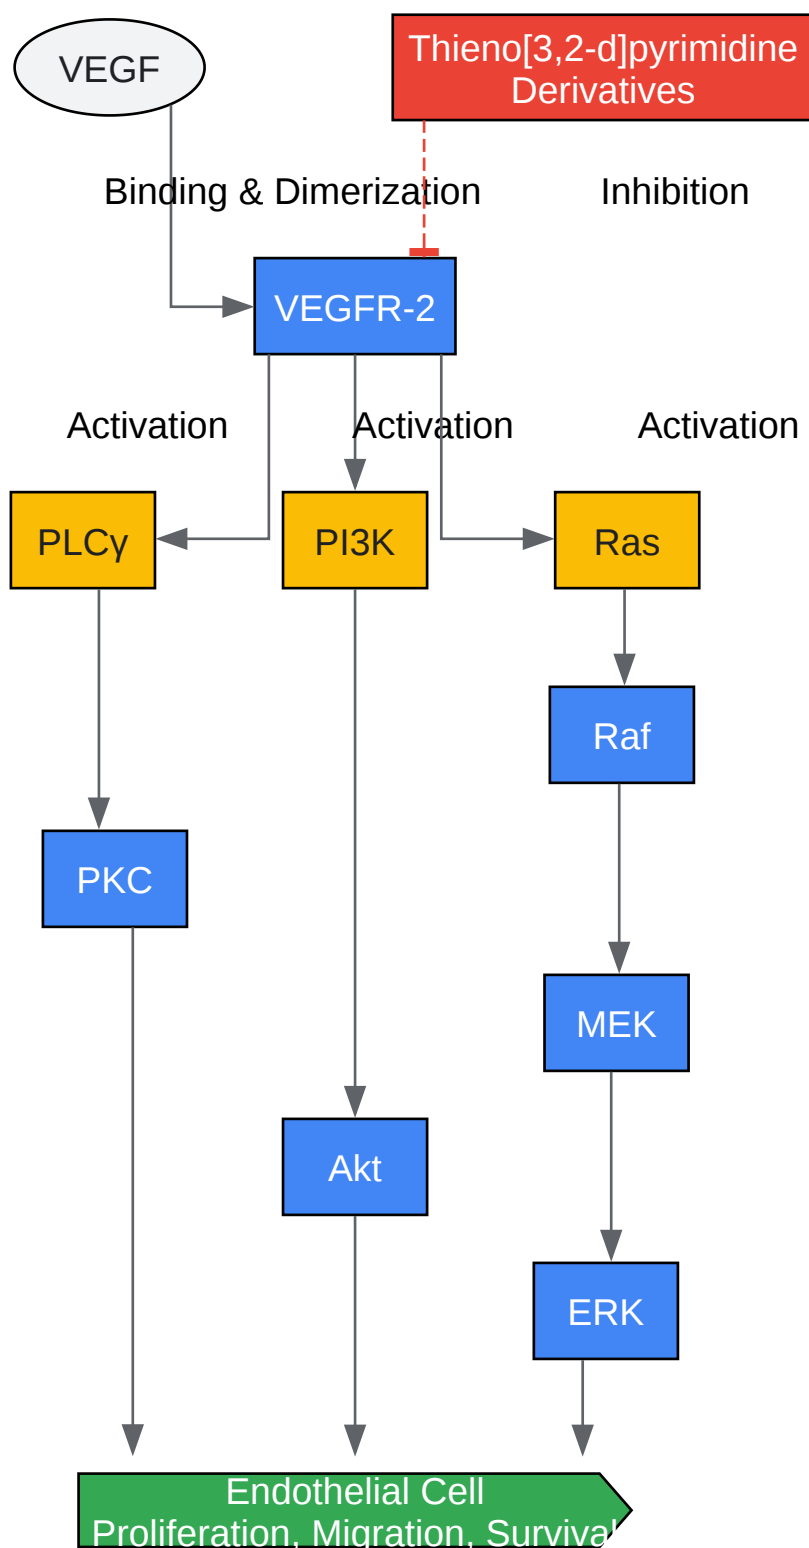 VEGF
Thieno[3,2-d]pyrimidine
Derivatives
Binding & Dimerization
Inhibition
VEGFR-2
Activation
Activation
Activation
PLCγ
PI3K
Ras
Raf
PKC
MEK
Akt
ERK
Endothelial Cell
Proliferation, Migration, Survival